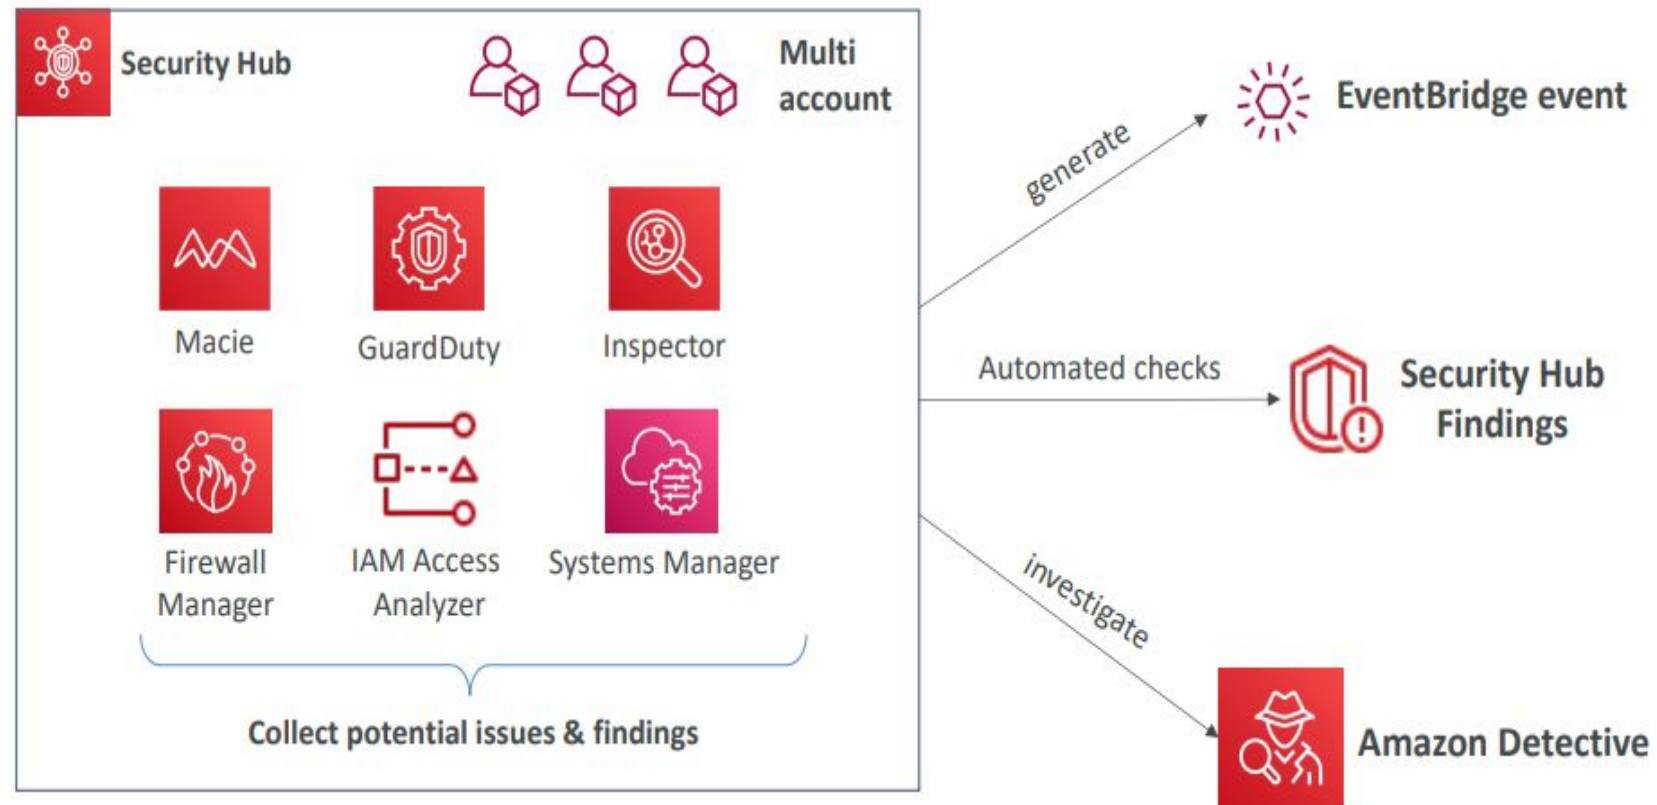 Security Hub
Multi
account
Macie
GuardDuty
Inspector
Firewall
Manager
IAM Access
Analyzer
Systems Manager
Collect potential issues & findings
generate
EventBridge event
Automated checks
Security Hub
Findings
investigate
Amazon Detective